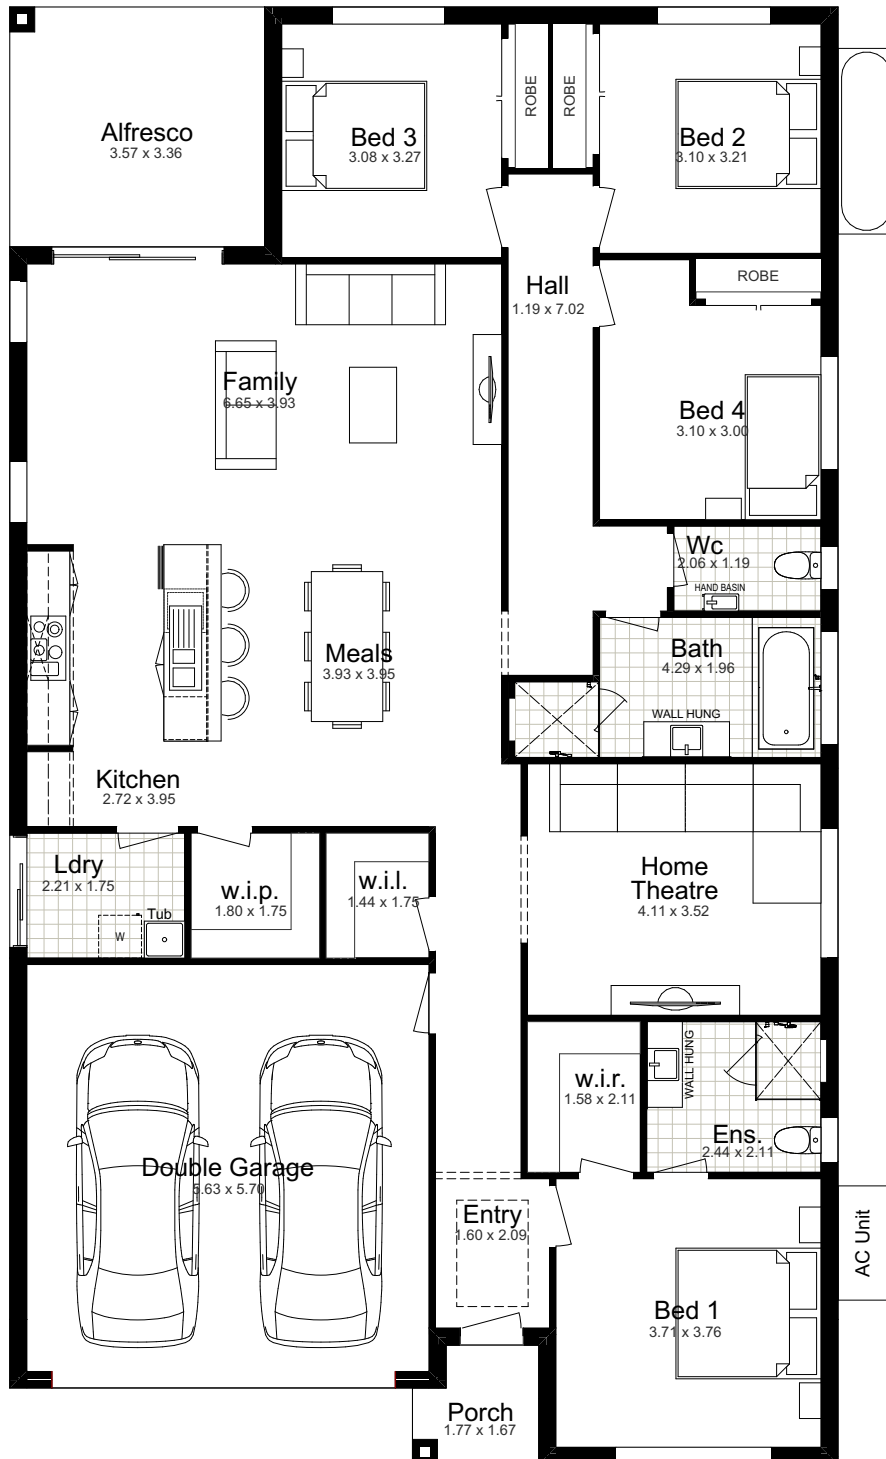 Alfresco
3.57 x 3.36
Bed 3
3.08 x 3.27
ROBE
ROBE
Bed 2
3.10 x 3.21
Hall
1.19 x 7.02
ROBE
Family
6.65 x 3.93
Bed 4
3.10 x 3.00
Wc
2.06 x 1.19
HAND BASIN
Meals
3.93 x 3.95
Bath
4.29 x 1.96
WALL HUNG
Kitchen
2.72 x 3.95
Ldry
2.21 x 1.75
Tub
W
w.i.p.
1.80 x 1.75
w.i.l.
1.44 x 1.75
Home
Theatre
4.11 x 3.52
w.i.r.
1.58 x 2.11
WALL HUNG
Ens.
2.44 x 2.11
Double Garage
5.63 x 5.70
Entry
1.60 x 2.09
AC Unit
Bed 1
3.71 x 3.76
Porch
1.77 x 1.67